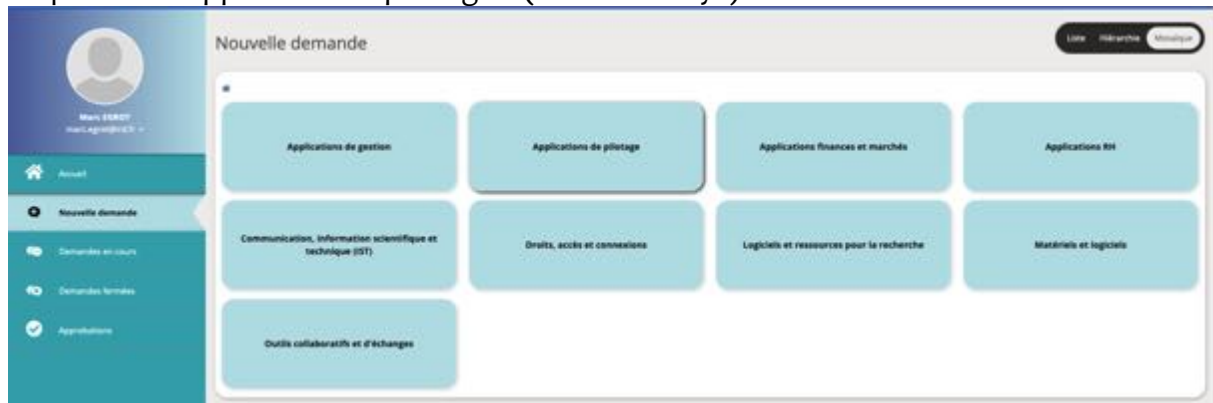 Nouvelle demande
Liste Hiérarchie Mosaïque
Marc EGROT
Accueil
Nouvelle demande
Demandes en cours
Demandes fermées
Approbations
Applications de gestion
Applications de pilotage
Applications finances et marchés
Applications RH
Communication, information scientifique et
technique (IST)
Droits, accès et connexions
Logiciels et ressources pour la recherche
Matériels et logiciels
Outils collaboratifs et d'échanges